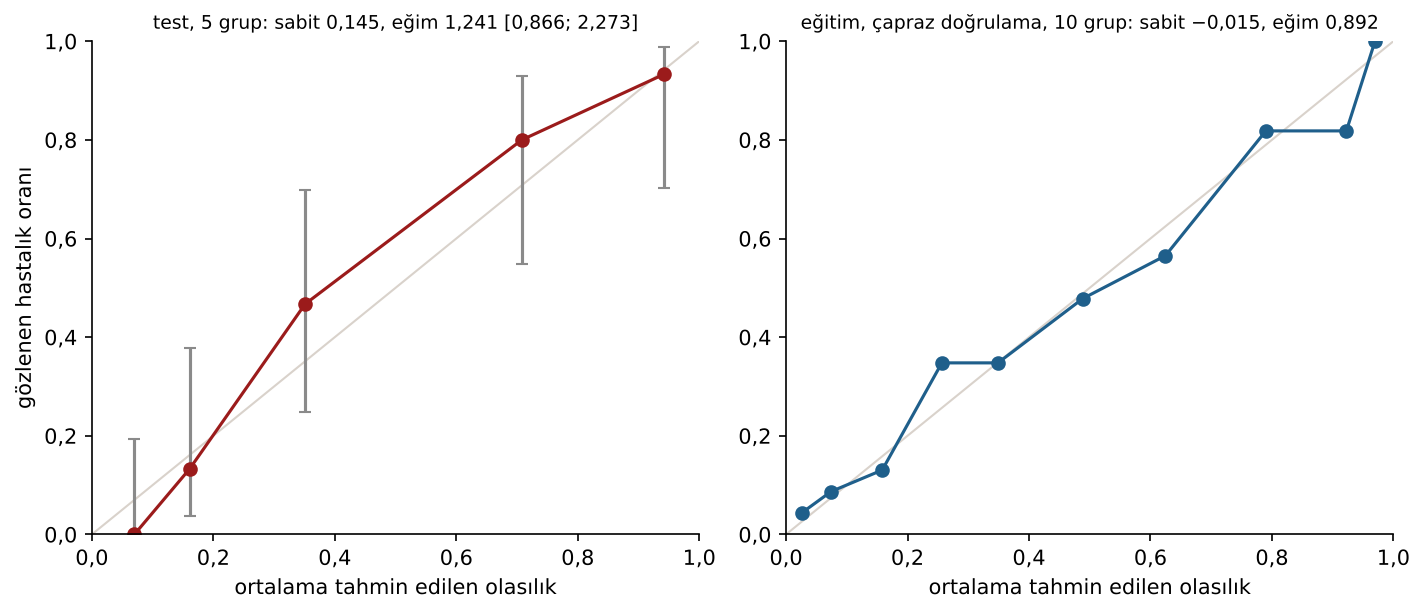 test, 5 grup: sabit 0,145, eğim 1,241 [0,866; 2,273]
gözlenen hastalık oranı
1,0
0,8
0,6
0,4
0,2
0,0
0,0 0,2 0,4 0,6 0,8 1,0
ortalama tahmin edilen olasılık
eğitim, çapraz doğrulama, 10 grup: sabit −0,015, eğim 0,892
1,0
0,8
0,6
0,4
0,2
0,0
0,0 0,2 0,4 0,6 0,8 1,0
ortalama tahmin edilen olasılık